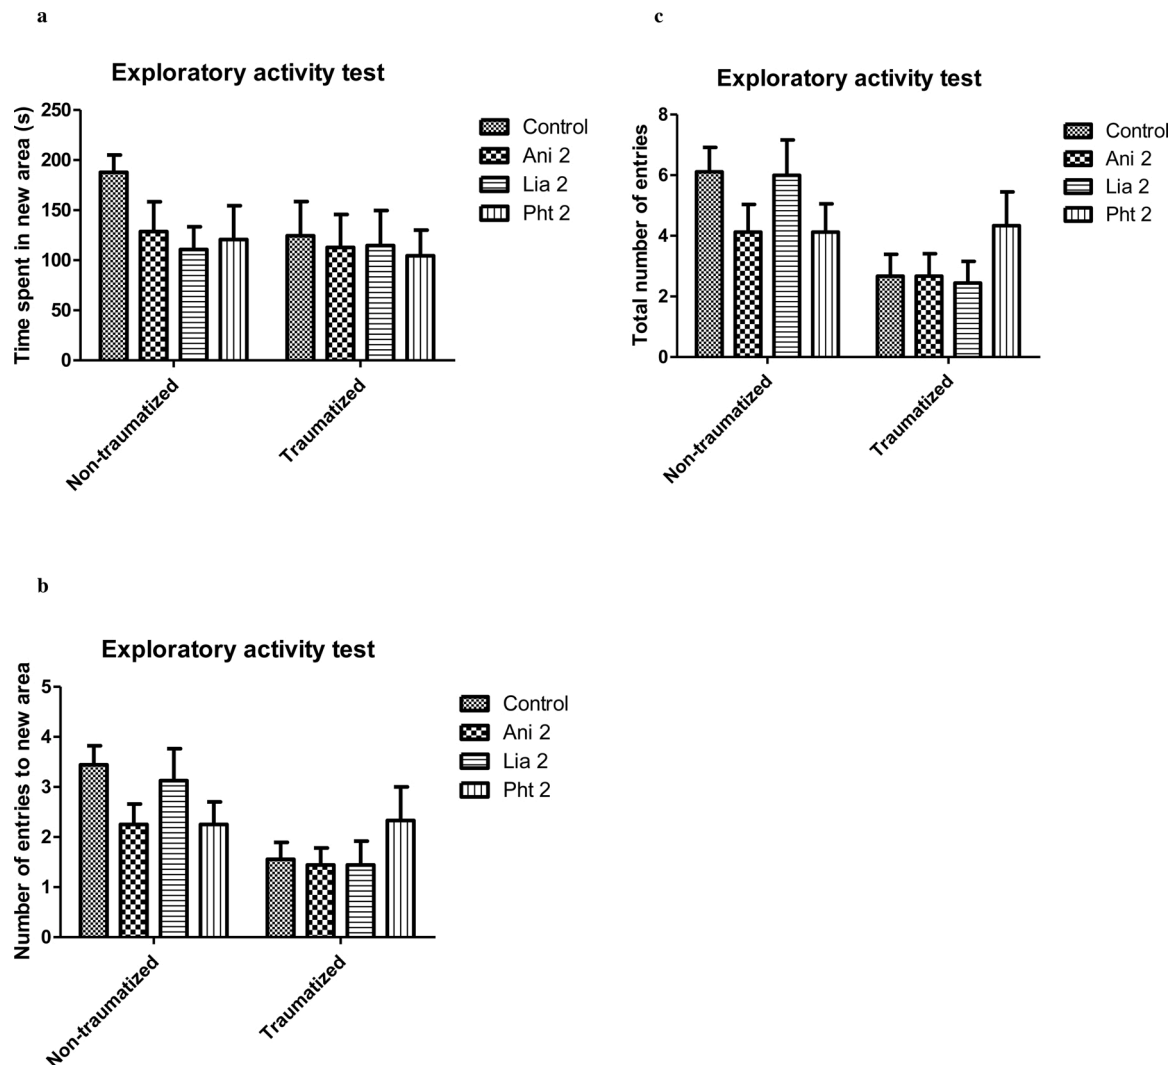 a
Exploratory activity test
Time spent in new area (s)
250
200
150
100
50
0
Non-traumatized
Traumatized
Control
Ani 2
Lia 2
Pht 2
c
Exploratory activity test
Total number of entries
8
6
4
2
0
Non-traumatized
Traumatized
Control
Ani 2
Lia 2
Pht 2
b
Exploratory activity test
Number of entries to new area
5
4
3
2
1
0
Non-traumatized
Traumatized
Control
Ani 2
Lia 2
Pht 2